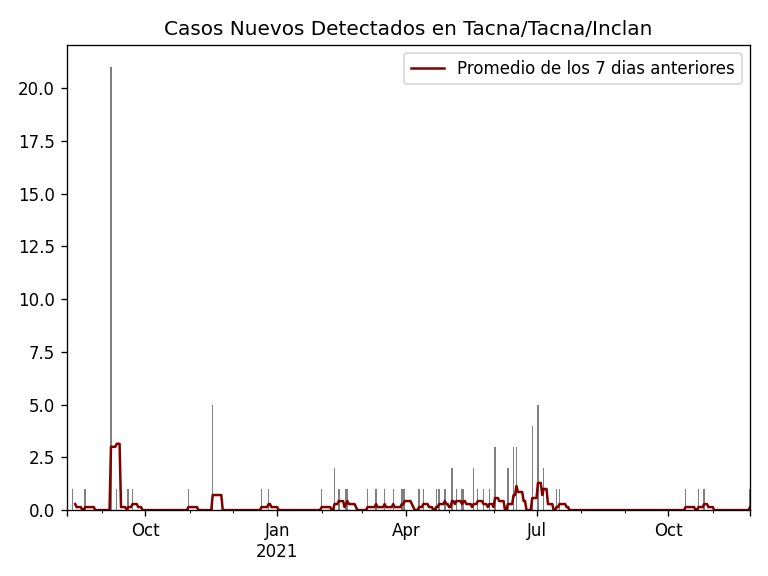 Casos Nuevos Detectados en Tacna/Tacna/Inclan
Promedio de los 7 dias anteriores
20.0
17.5
15.0
12.5
10.0
7.5
5.0
2.5
0.0
Oct
Jan
2021
Apr
Jul
Oct